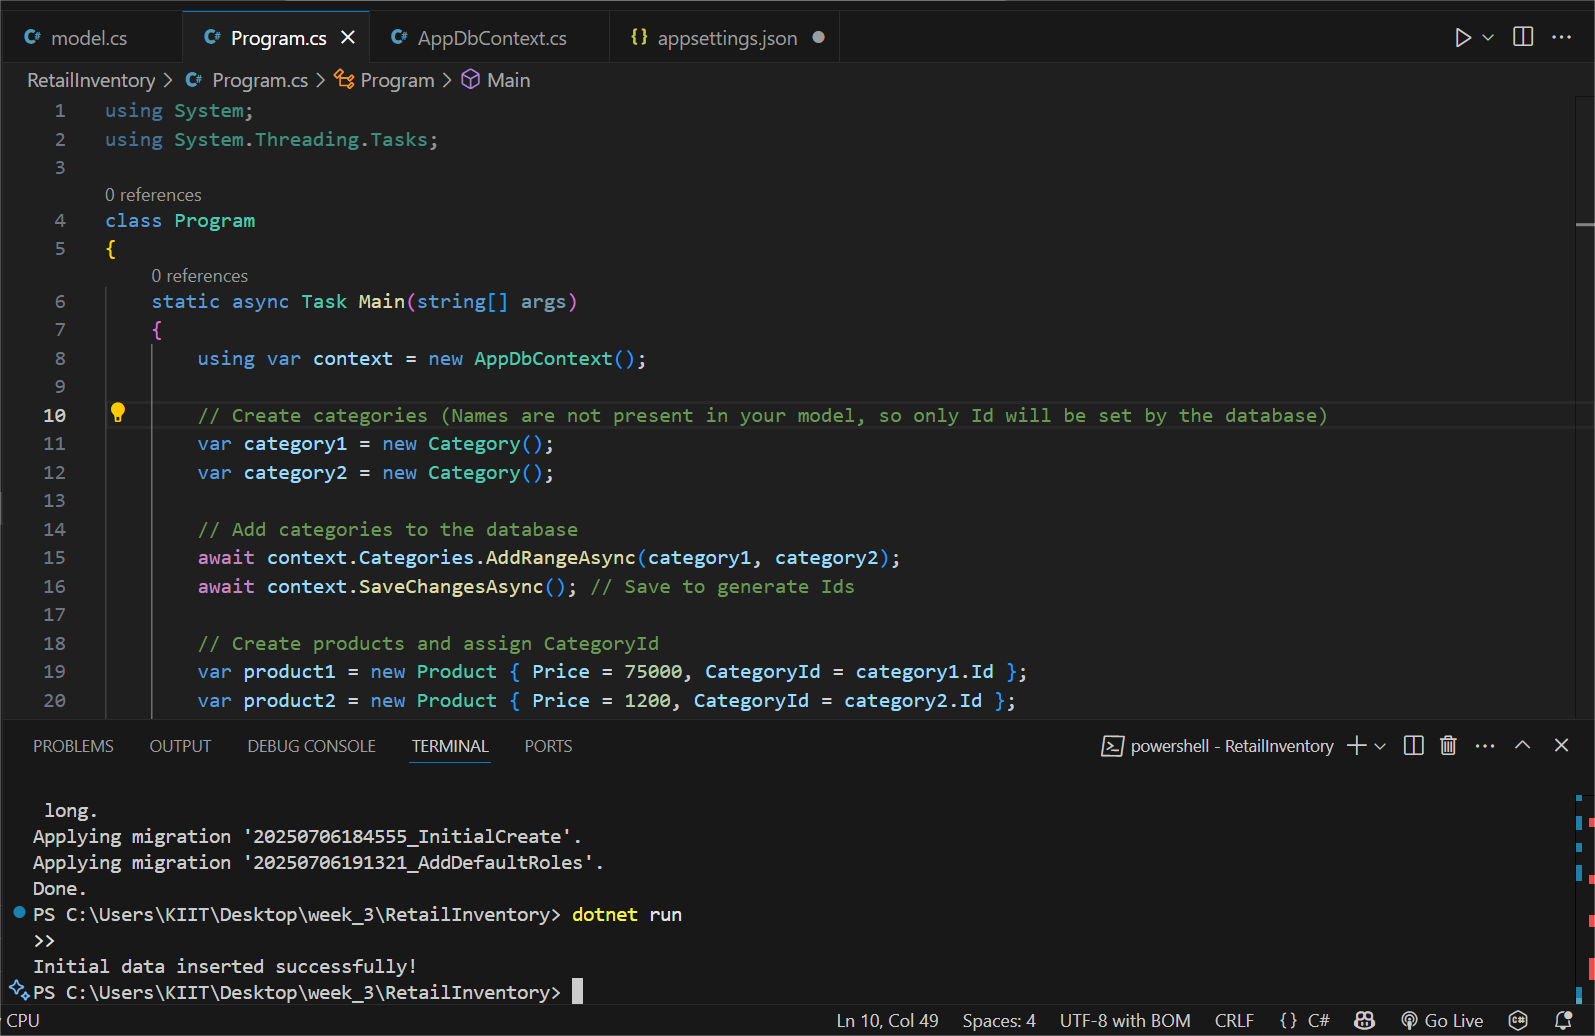 model.cs
Program.cs
AppDbContext.cs
{} appsettings.json
RetailInventory > Program.cs > Program > Main
1 using System;
2 using System.Threading.Tasks;
3
0 references
4 class Program
5 {
0 references
6 static async Task Main(string[] args)
7 {
8 using var context = new AppDbContext();
9
10 // Create categories (Names are not present in your model, so only Id will be set by the database)
11 var category1 = new Category();
12 var category2 = new Category();
13
14 // Add categories to the database
15 await context.Categories.AddRangeAsync(category1, category2);
16 await context.SaveChangesAsync(); // Save to generate Ids
17
18 // Create products and assign CategoryId
19 var product1 = new Product { Price = 75000, CategoryId = category1.Id };
20 var product2 = new Product { Price = 1200, CategoryId = category2.Id };
PROBLEMS OUTPUT DEBUG CONSOLE TERMINAL PORTS powershell - RetailInventory
long.
Applying migration '20250706184555_InitialCreate'.
Applying migration '20250706191321_AddDefaultRoles'.
Done.
PS C:\Users\KIIT\Desktop\week_3\RetailInventory> dotnet run
>>
Initial data inserted successfully!
PS C:\Users\KIIT\Desktop\week_3\RetailInventory>
CPU Ln 10, Col 49 Spaces: 4 UTF-8 with BOM CRLF {} C# Go Live